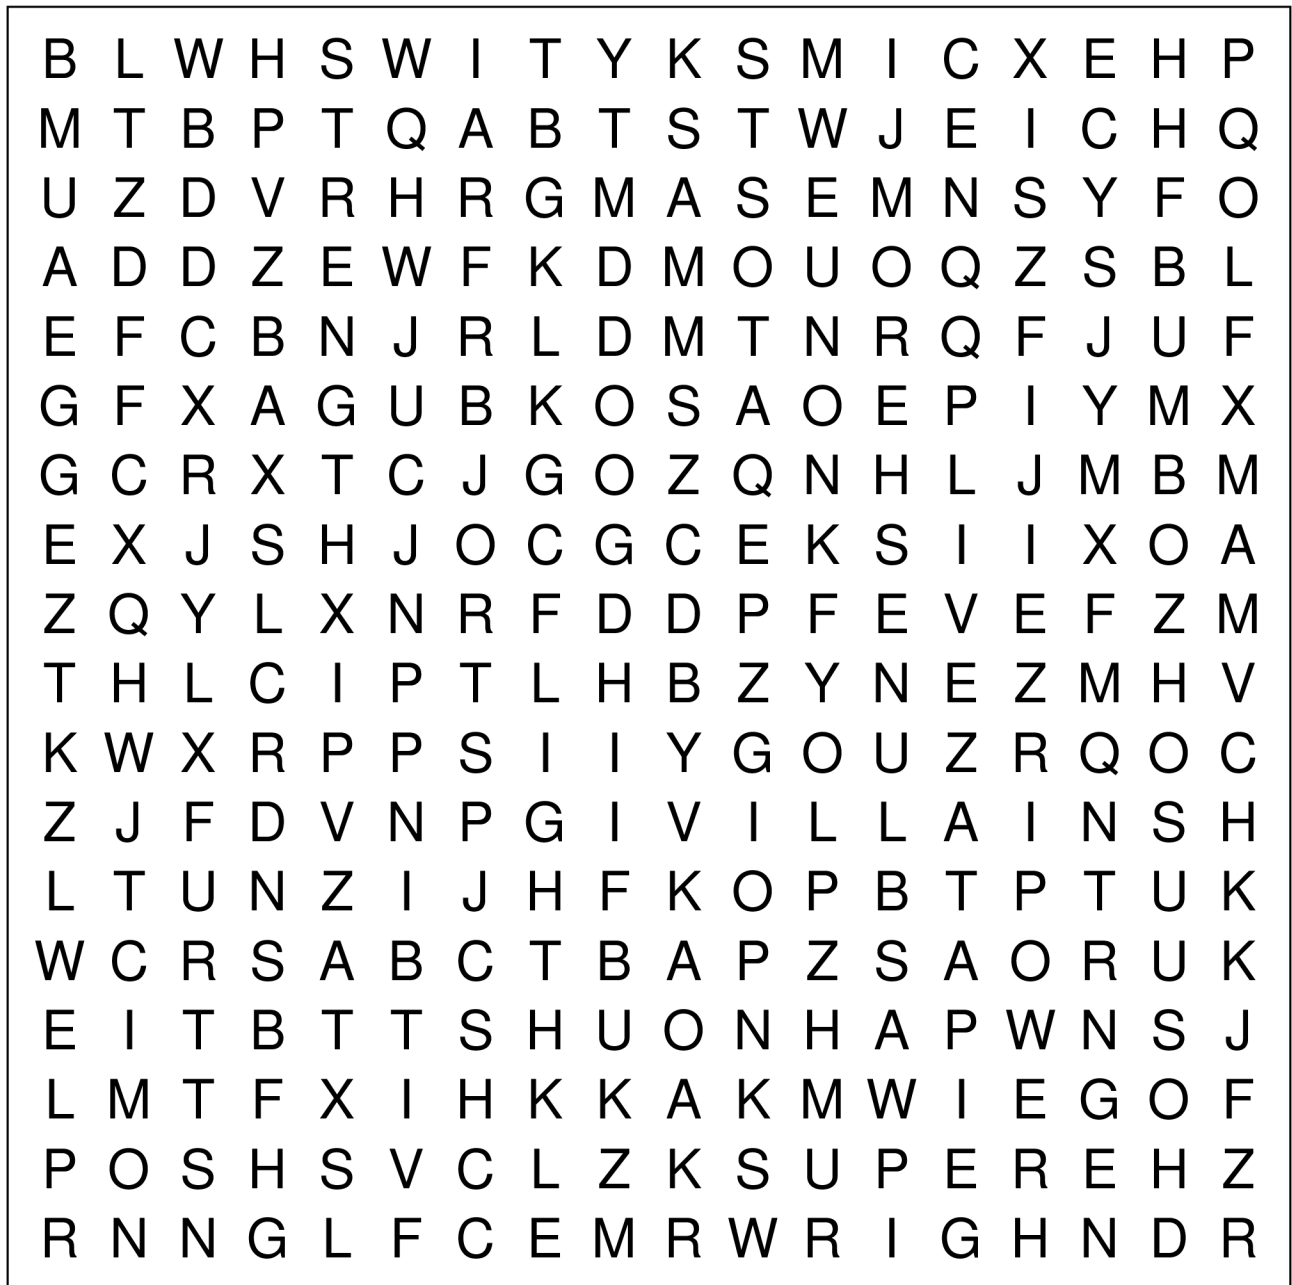 B L W H S W I T Y K S M I C X E H P
M T B P T Q A B T S T W J E I C H Q
U Z D V R H R G M A S E M N S Y F O
A D D Z E W F K D M O U O Q Z S B L
E F C B N J R L D M T N R Q F J U F
G F X A G U B K O S A O E P I Y M X
G C R X T C J G O Z Q N H L J M B M
E X J S H J O C G C E K S I I X O A
Z Q Y L X N R F D D P F E V E F Z M
T H L C I P T L H B Z Y N E Z M H V
K W X R P P S I I Y G O U Z R Q O C
Z J F D V N P G I V I L L A I N S H
L T U N Z I J H F K O P B T P T U K
W C R S A B C T B A P Z S A O R U K
E I T B T T S H U O N H A P W N S J
L M T F X I H K K A K M W I E G O F
P O S H S V C L Z K S U P E R E H Z
R N N G L F C E M R W R I G H N D R